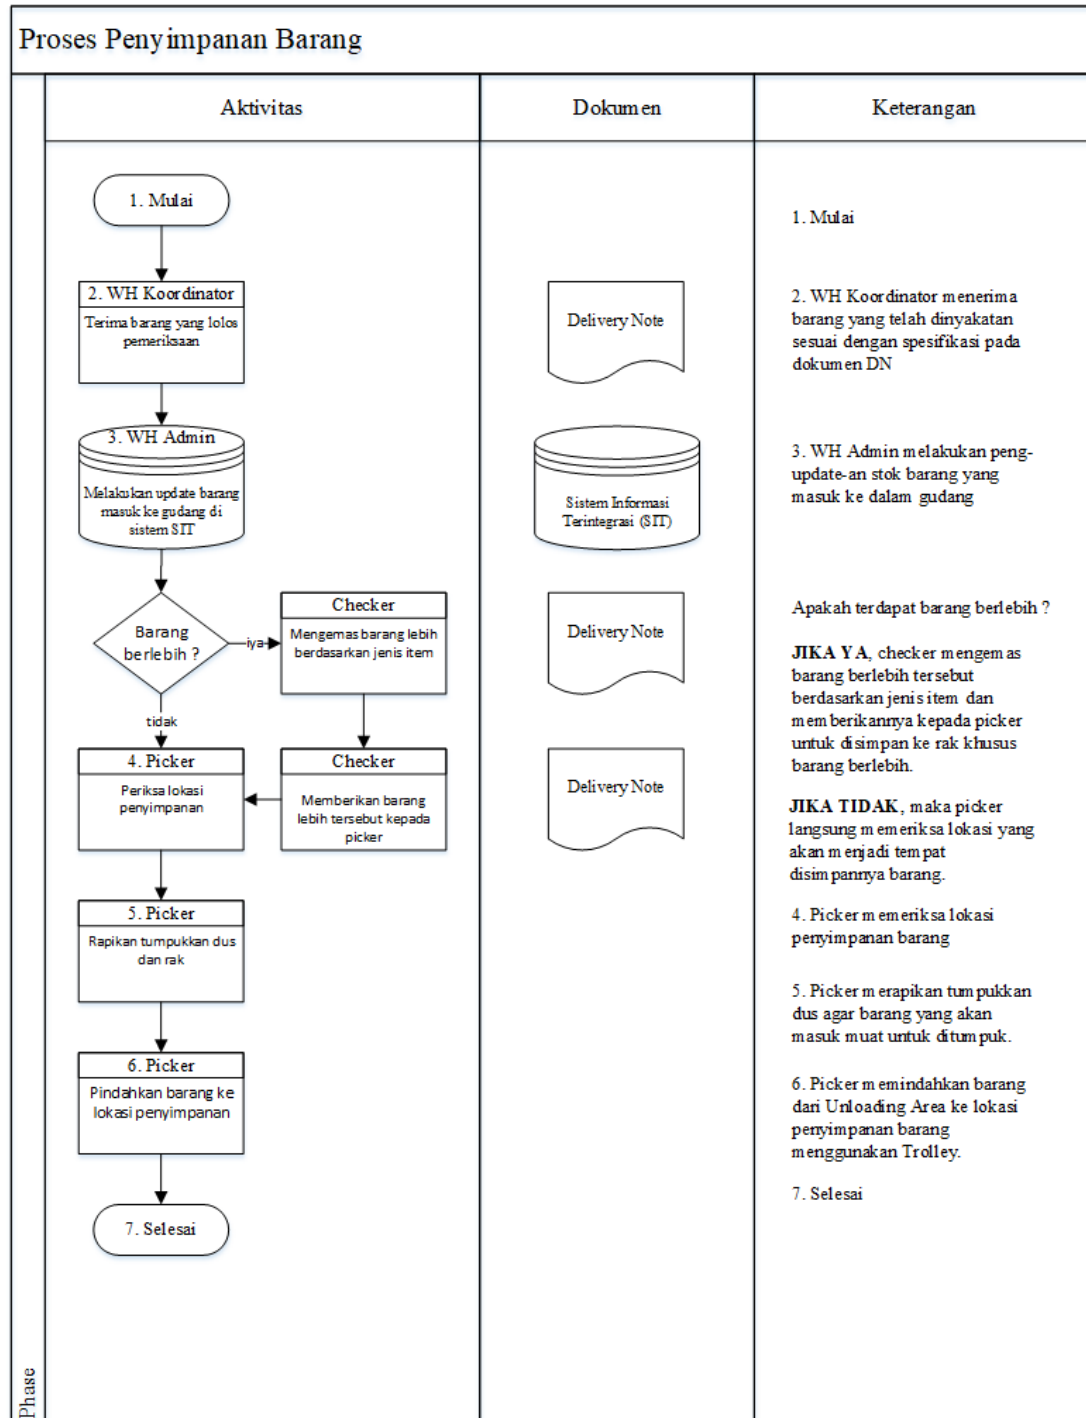 Proses Penyimpanan Barang
Aktivitas
Dokumen
Keterangan
1. Mulai
2. WH Koordinator
Terima barang yang lolos
pemeriksaan
3. WH Admin
Melakukan update barang
masuk ke gudang di
sistem SIT
Barang
berlebih ?
iya
tidak
Checker
Mengemas barang lebih
berdasarkan jenis item
Checker
Memberikan barang
lebih tersebut kepada
picker
4. Picker
Periksa lokasi
penyimpanan
5. Picker
Rapikan tumpukkan dus
dan rak
6. Picker
Pindahkan barang ke
lokasi penyimpanan
7. Selesai
Delivery Note
Sistem Informasi
Terintegrasi (SIT)
Delivery Note
Delivery Note
1. Mulai
2. WH Koordinator menerima
barang yang telah dinyakatan
sesuai dengan spesifikasi pada
dokumen DN
3. WH Admin melakukan peng-
update-an stok barang yang
masuk ke dalam gudang
Apakah terdapat barang berlebih ?
JIKA YA, checker mengemas
barang berlebih tersebut
berdasarkan jenis item dan
memberikannya kepada picker
untuk disimpan ke rak khusus
barang berlebih.
JIKA TIDAK, maka picker
langsung memeriksa lokasi yang
akan menjadi tempat
disimpannya barang.
4. Picker memeriksa lokasi
penyimpanan barang
5. Picker merapikan tumpukkan
dus agar barang yang akan
masuk muat untuk ditumpuk.
6. Picker memindahkan barang
dari Unloading Area ke lokasi
penyimpanan barang
menggunakan Trolley.
7. Selesai
Phase